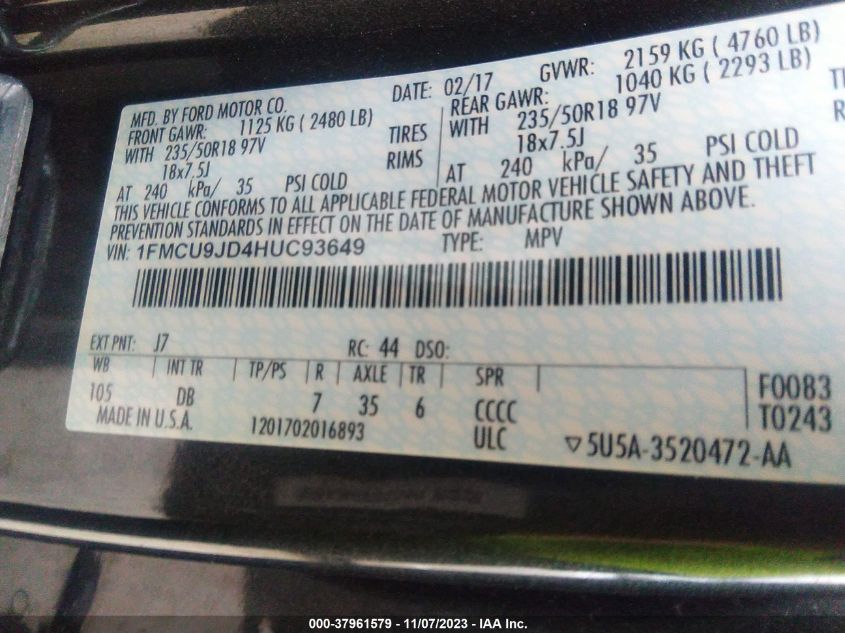 MFD. BY FORD MOTOR CO. DATE: 02/17 GVWR: 2159 KG ( 4760 LB)
FRONT GAWR: 1125 KG ( 2480 LB) REAR GAWR: 1040 KG ( 2293 LB)
WITH 235/50R18 97V TIRES WITH 235/50R18 97V TI
18x7.5J RIMS 18x7.5J R
AT 240 kPa/ 35 PSI COLD AT 240 kPa/ 35 PSI COLD
THIS VEHICLE CONFORMS TO ALL APPLICABLE FEDERAL MOTOR VEHICLE SAFETY AND THEFT
PREVENTION STANDARDS IN EFFECT ON THE DATE OF MANUFACTURE SHOWN ABOVE.
VIN: 1FMCU9JD4HUC93649 TYPE: MPV
EXT PNT: J7 RC: 44 DSO:
WB INT TR TP/PS R AXLE TR SPR F0083
105 DB 7 35 6 CCCC T0243
MADE IN U.S.A. 1201702016893 ULC ▽5U5A-3520472-AA
000-37961579 - 11/07/2023 - IAA Inc.